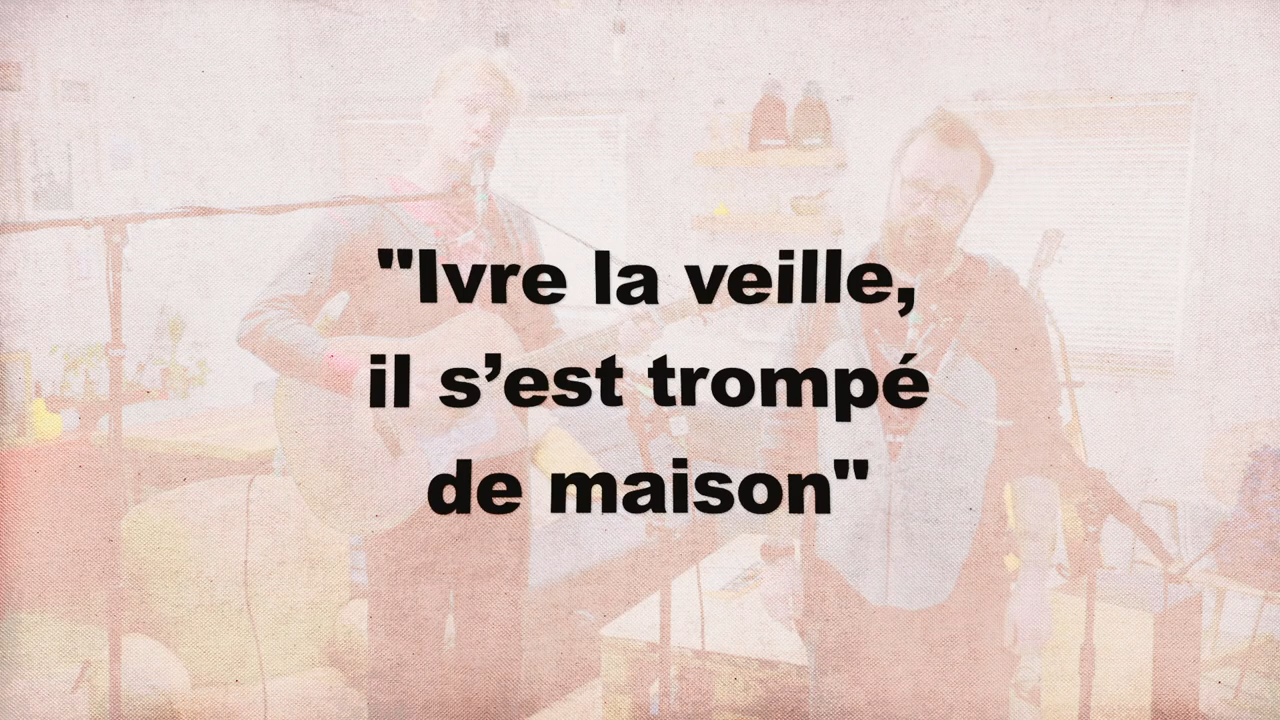 "Ivre la veille,
il s’est trompé
de maison"